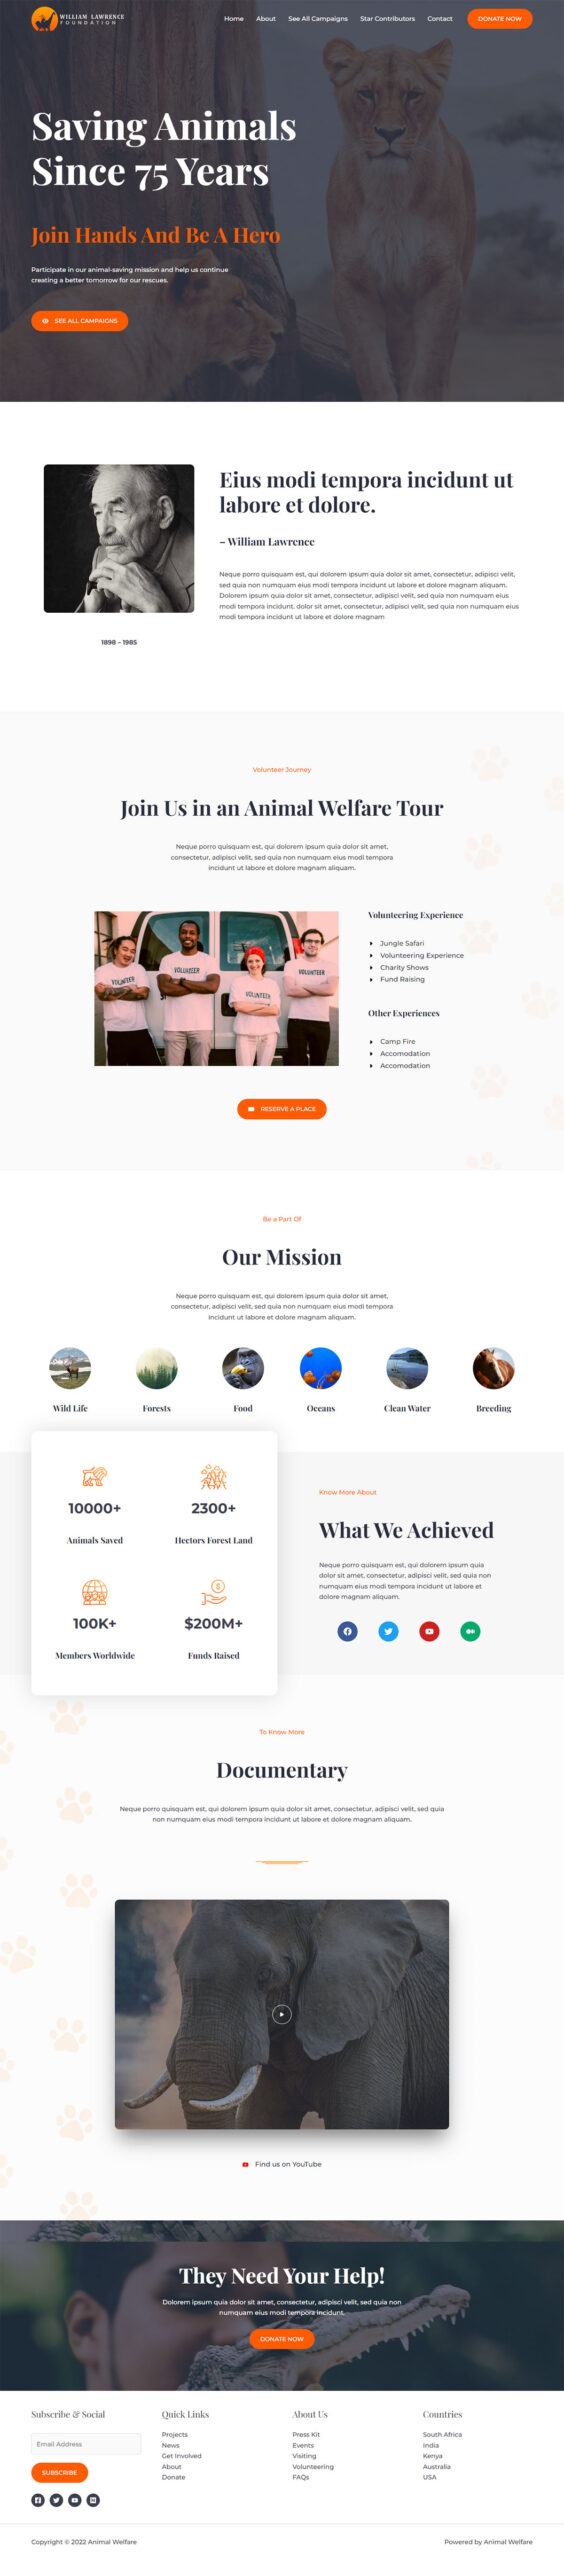 WILLIAM LAWRENCE
FOUNDATION
Home
About
See All Campaigns
Star Contributors
Contact
DONATE NOW
Saving Animals
Since 75 Years
Join Hands And Be A Hero
Participate in our animal-saving mission and help us continue
creating a better tomorrow for our rescues.
SEE ALL CAMPAIGNS
Eius modi tempora incidunt ut
labore et dolore.
– William Lawrence
Neque porro quisquam est, qui dolorem ipsum quia dolor sit amet, consectetur, adipisci velit,
sed quia non numquam eius modi tempora incidunt ut labore et dolore magnam aliquam.
Dolorem ipsum quia dolor sit amet, consectetur, adipisci velit, sed quia non numquam eius
modi tempora incidunt. dolor sit amet, consectetur, adipisci velit, sed quia non numquam eius
modi tempora incidunt ut labore et dolore magnam
1898 – 1985
Volunteer Journey
Join Us in an Animal Welfare Tour
Neque porro quisquam est, qui dolorem ipsum quia dolor sit amet,
consectetur, adipisci velit, sed quia non numquam eius modi tempora
incidunt ut labore et dolore magnam aliquam.
VOLUNTEER
VOLUNTEER
VOLUNTEER
VOLUNTEER
Volunteering Experience
Jungle Safari
Volunteering Experience
Charity Shows
Fund Raising
Other Experiences
Camp Fire
Accomodation
Accomodation
RESERVE A PLACE
Be a Part Of
Our Mission
Neque porro quisquam est, qui dolorem ipsum quia dolor sit amet,
consectetur, adipisci velit, sed quia non numquam eius modi tempora
incidunt ut labore et dolore magnam aliquam.
Wild Life
Forests
Food
Oceans
Clean Water
Breeding
10000+
Animals Saved
2300+
Hectors Forest Land
100K+
Members Worldwide
$200M+
Funds Raised
Know More About
What We Achieved
Neque porro quisquam est, qui dolorem ipsum quia
dolor sit amet, consectetur, adipisci velit, sed quia non
numquam eius modi tempora incidunt ut labore et
dolore magnam aliquam.
To Know More
Documentary
Neque porro quisquam est, qui dolorem ipsum quia dolor sit amet, consectetur, adipisci velit, sed quia
non numquam eius modi tempora incidunt ut labore et dolore magnam aliquam.
Find us on YouTube
They Need Your Help!
Dolorem ipsum quia dolor sit amet, consectetur, adipisci velit, sed quia non
numquam eius modi tempora incidunt.
DONATE NOW
Subscribe & Social
Email Address
SUBSCRIBE
Quick Links
Projects
News
Get Involved
About
Donate
About Us
Press Kit
Events
Visiting
Volunteering
FAQs
Countries
South Africa
India
Kenya
Australia
USA
Copyright © 2022 Animal Welfare
Powered by Animal Welfare